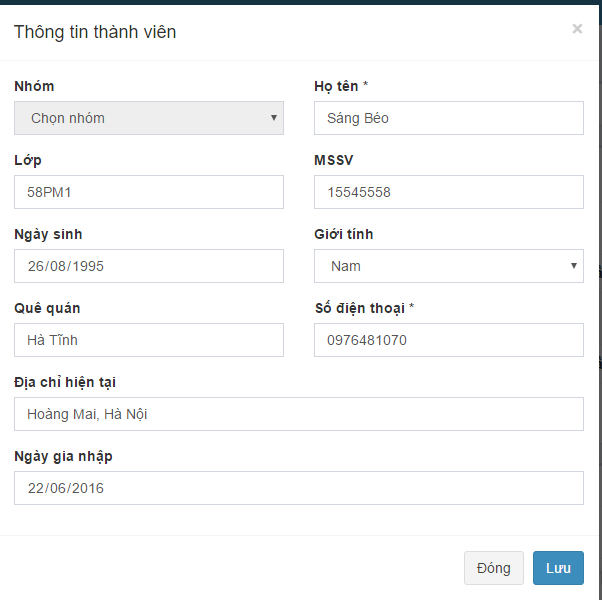 Thông tin thành viên ×
Nhóm Họ tên *
Chọn nhóm Sáng Béo
Lớp MSSV
58PM1 15545558
Ngày sinh Giới tính
26/08/1995 Nam
Quê quán Số điện thoại *
Hà Tĩnh 0976481070
Địa chỉ hiện tại
Hoàng Mai, Hà Nội
Ngày gia nhập
22/06/2016
Đóng Lưu